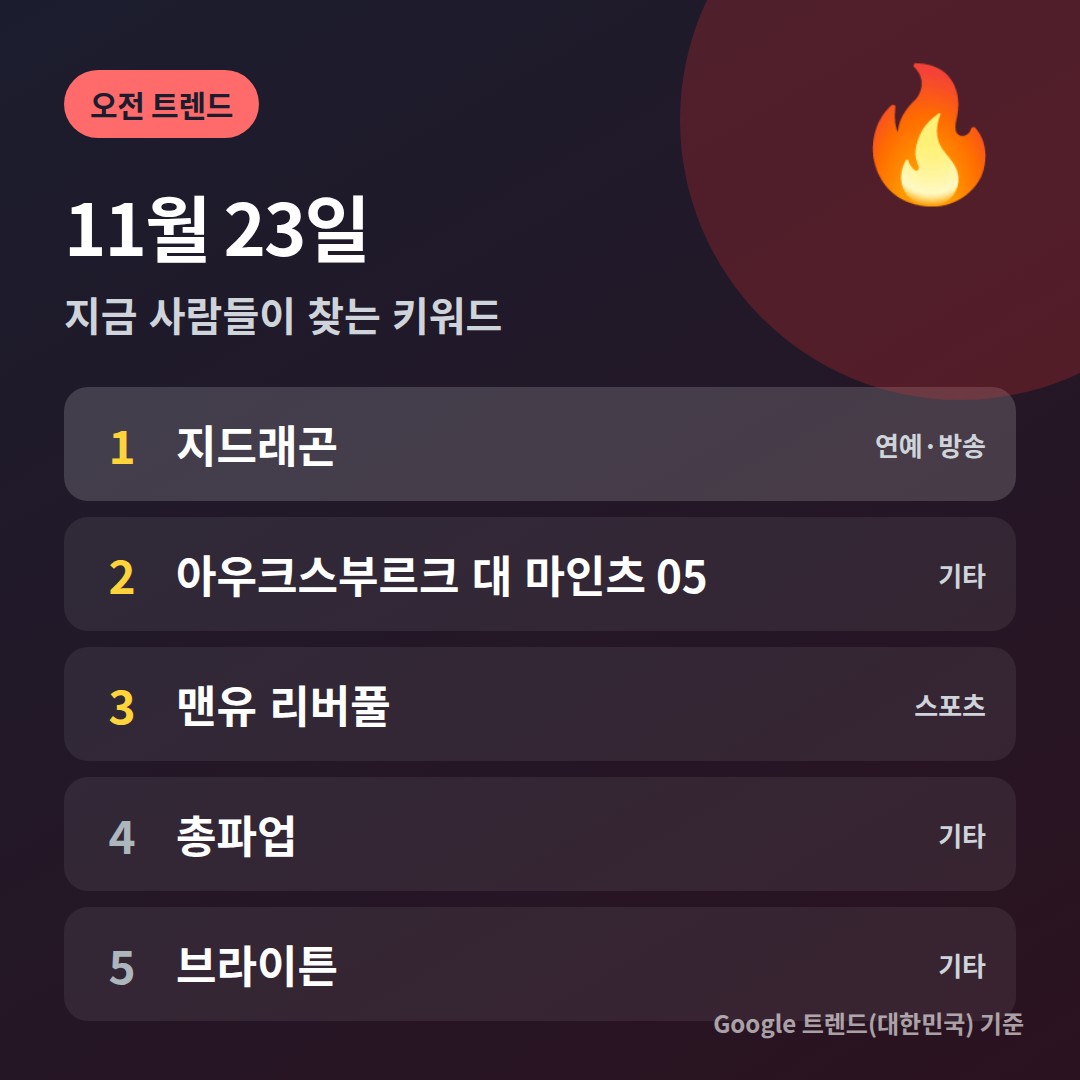 오전 트렌드
11월 23일
지금 사람들이 찾는 키워드
1 지드래곤 연예·방송
2 아우크스부르크 대 마인츠 05 기타
3 맨유 리버풀 스포츠
4 총파업 기타
5 브라이튼 기타
Google 트렌드(대한민국) 기준